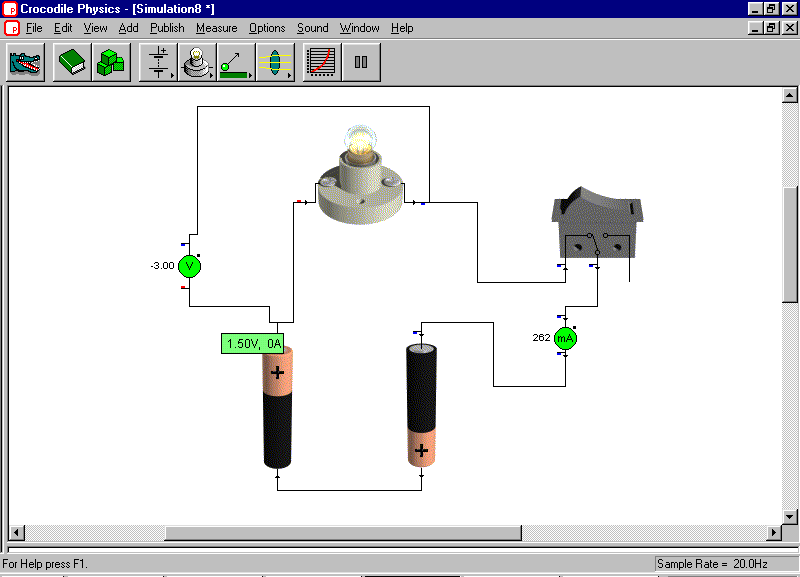 Crocodile Physics - [Simulation8 *]
File Edit View Add Publish Measure Options Sound Window Help
-3.00 V
1.50V, 0A
262 mA
+
+
For Help press F1.
Sample Rate = 20.0Hz